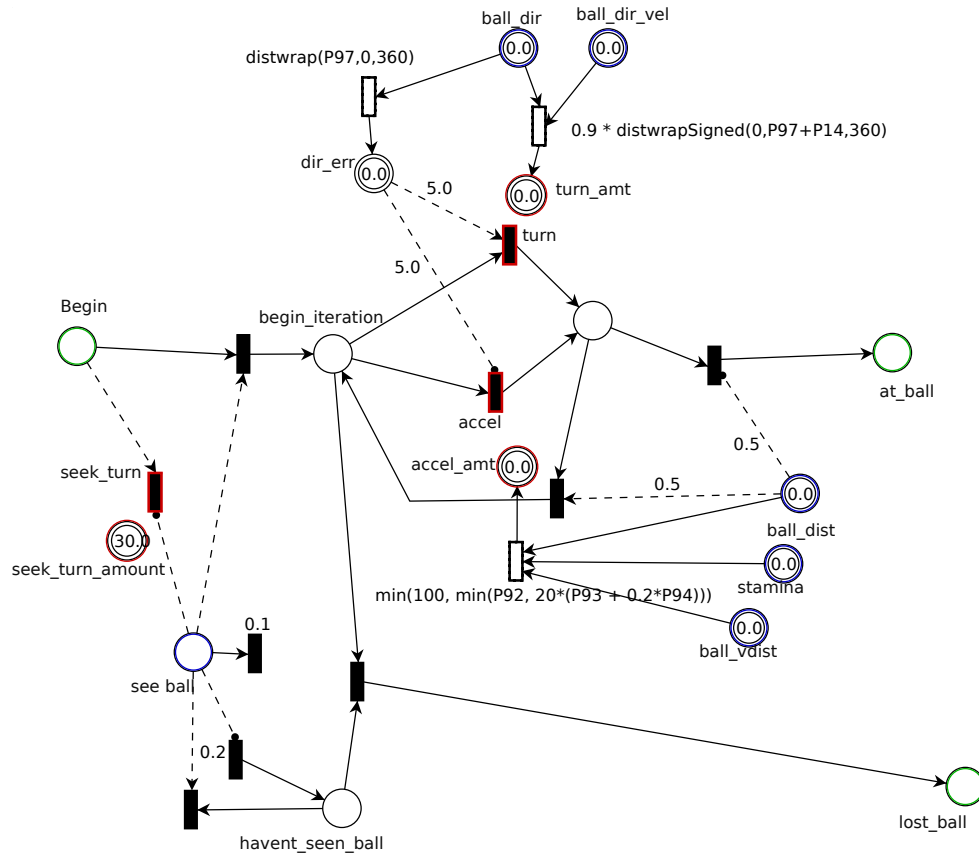 ball_dir
ball_dir_vel
0.0
0.0
distwrap(P97,0,360)
0.9 * distwrapSigned(0,P97+P14,360)
dir_err
0.0
5.0
0.0
turn_amt
turn
5.0
Begin
begin_iteration
at_ball
accel
accel_amt
0.0
0.5
seek_turn
0.5
0.0
ball_dist
30.0
seek_turn_amount
0.0
stamina
min(100, min(P92, 20*(P93 + 0.2*P94)))
0.1
0.0
ball_vdist
see ball
0.2
lost_ball
havent_seen_ball